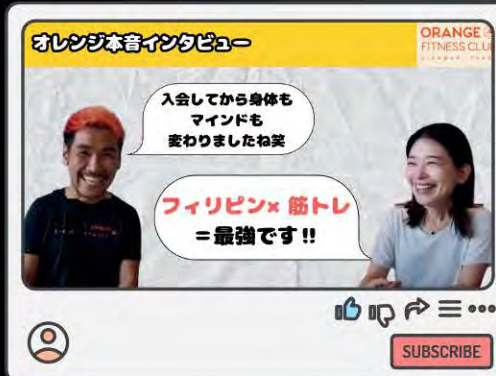 オレンジ本音インタビュー
ORANGE
FITNESS CLU
入会してから身体も
マインドも
変わりましたね笑
フィリピン×筋トレ
=最強です!!
SUBSCRIBE